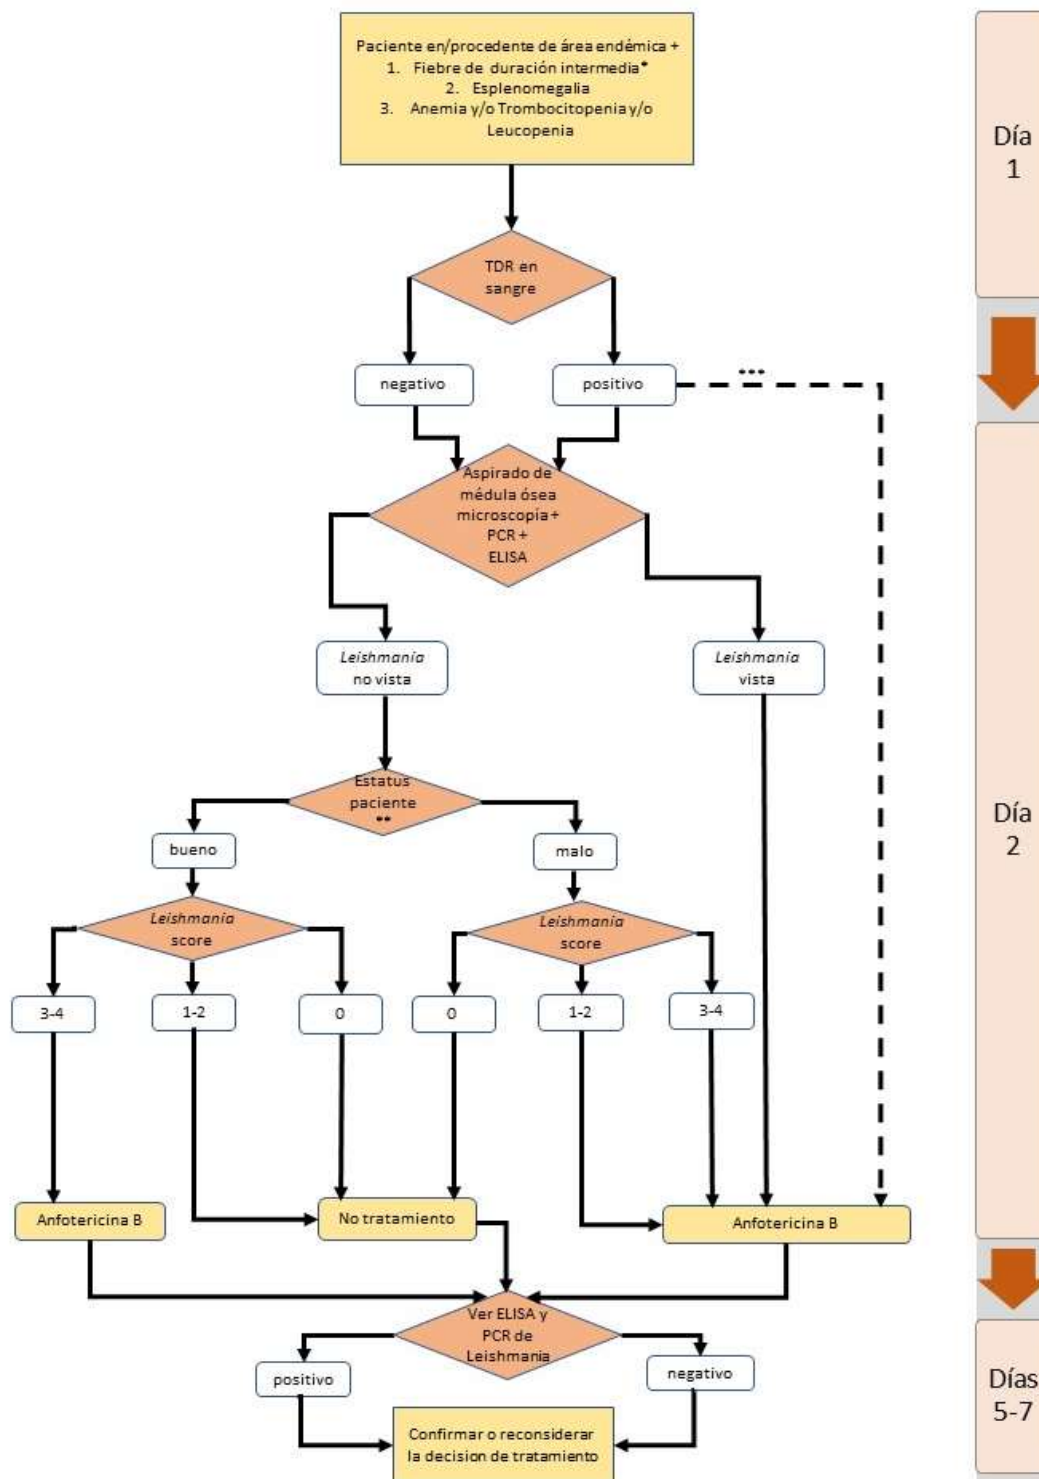 Paciente en/procedente de área endémica +
1. Fiebre de duración intermedia*
2. Esplenomegalia
3. Anemia y/o Trombocitopenia y/o
Leucopenia
Día
1
TDR en
sangre
negativo
positivo
***
Aspirado de
médula ósea
microscopía +
PCR +
ELISA
Leishmania
no vista
Leishmania
vista
Día
2
Estatus
paciente
**
bueno
malo
Leishmania
score
Leishmania
score
3-4
1-2
0
0
1-2
3-4
Anfotericina B
No tratamiento
Anfotericina B
Ver ELISA y
PCR de
Leishmania
positivo
negativo
Días
5-7
Confirmar o reconsiderar
la decision de tratamiento